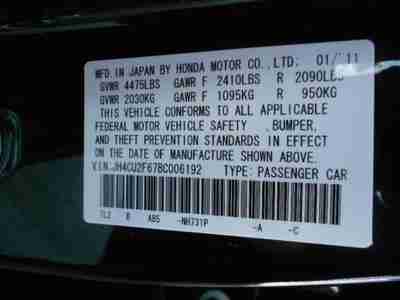 MFD.IN JAPAN BY HONDA MOTOR CO.,LTD. 01/11
GVWR 4475LBS GAWR F 2410LBS R 2090LBS
GVWR 2030KG GAWR F 1095KG R 950KG
THIS VEHICLE CONFORMS TO ALL APPLICABLE
FEDERAL MOTOR VEHICLE SAFETY ,BUMPER,
AND THEFT PREVENTION STANDARDS IN EFFECT
ON THE DATE OF MANUFACTURE SHOWN ABOVE.
V.I.N. JH4CU2F67BC006192 TYPE: PASSENGER CAR
TL2 B AB5 -NH731P -A -C